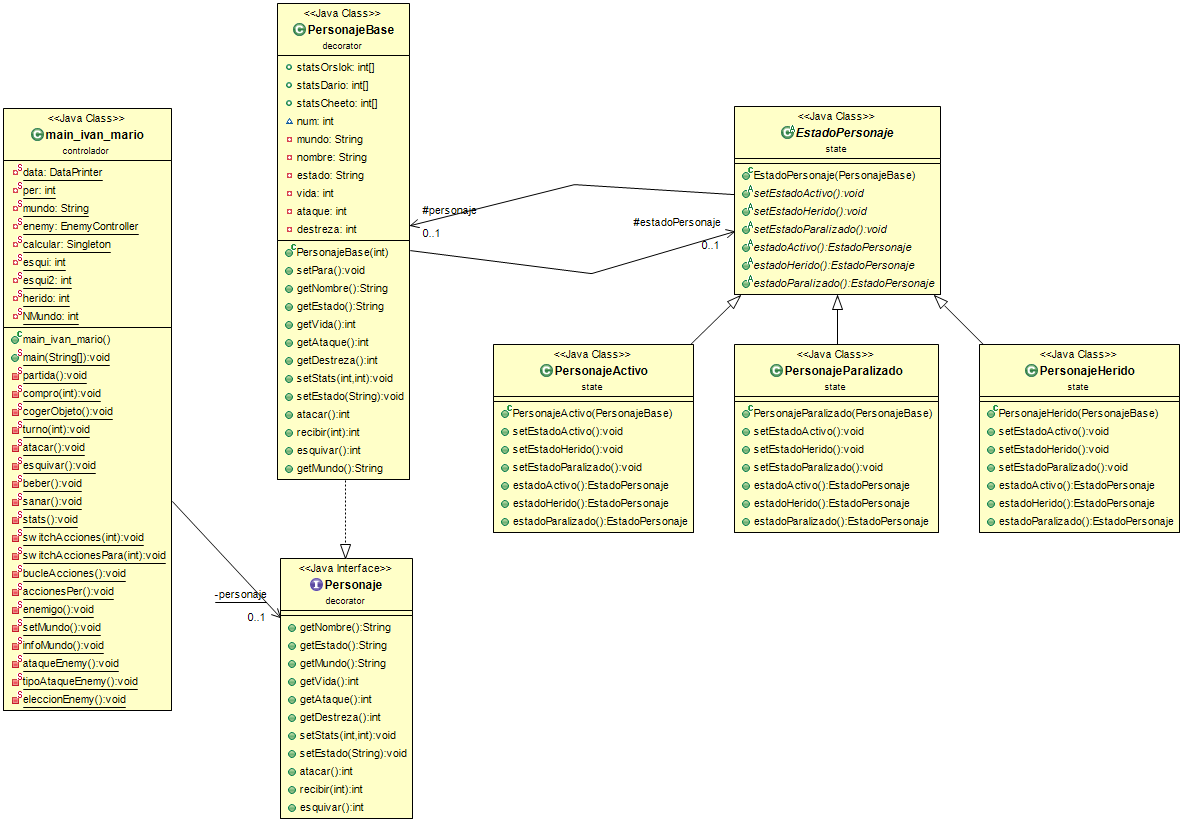 <<Java Class>>
main_ivan_mario
controlador
data: DataPrinter
per: int
mundo: String
enemy: EnemyController
calcular: Singleton
esqui: int
esqui2: int
herido: int
NMundo: int
main_ivan_mario()
main(String[]):void
partida():void
compro(int):void
cogerObjeto():void
turno(int):void
atacar():void
esquivar():void
beber():void
sanar():void
stats():void
switchAcciones(int):void
switchAccionesPara(int):void
bucleAcciones():void
accionesPer():void
enemigo():void
setMundo():void
infoMundo():void
ataqueEnemy():void
tipoAtaqueEnemy():void
eleccionEnemy():void
<<Java Class>>
PersonajeBase
decorator
statsOrslok: int[]
statsDario: int[]
statsCheeto: int[]
num: int
mundo: String
nombre: String
estado: String
vida: int
ataque: int
destreza: int
PersonajeBase(int)
setPara():void
getNombre():String
getEstado():String
getVida():int
getAtaque():int
getDestreza():int
setStats(int,int):void
setEstado(String):void
atacar():int
recibir(int):int
esquivar():int
getMundo():String
#personaje
0..1
#estadoPersonaje
0..1
-personaje
0..1
<<Java Interface>>
Personaje
decorator
getNombre():String
getEstado():String
getMundo():String
getVida():int
getAtaque():int
getDestreza():int
setStats(int,int):void
setEstado(String):void
atacar():int
recibir(int):int
esquivar():int
<<Java Class>>
EstadoPersonaje
state
EstadoPersonaje(PersonajeBase)
setEstadoActivo():void
setEstadoHerido():void
setEstadoParalizado():void
estadoActivo():EstadoPersonaje
estadoHerido():EstadoPersonaje
estadoParalizado():EstadoPersonaje
<<Java Class>>
PersonajeActivo
state
PersonajeActivo(PersonajeBase)
setEstadoActivo():void
setEstadoHerido():void
setEstadoParalizado():void
estadoActivo():EstadoPersonaje
estadoHerido():EstadoPersonaje
estadoParalizado():EstadoPersonaje
<<Java Class>>
PersonajeParalizado
state
PersonajeParalizado(PersonajeBase)
setEstadoActivo():void
setEstadoHerido():void
setEstadoParalizado():void
estadoActivo():EstadoPersonaje
estadoHerido():EstadoPersonaje
estadoParalizado():EstadoPersonaje
<<Java Class>>
PersonajeHerido
state
PersonajeHerido(PersonajeBase)
setEstadoActivo():void
setEstadoHerido():void
setEstadoParalizado():void
estadoActivo():EstadoPersonaje
estadoHerido():EstadoPersonaje
estadoParalizado():EstadoPersonaje